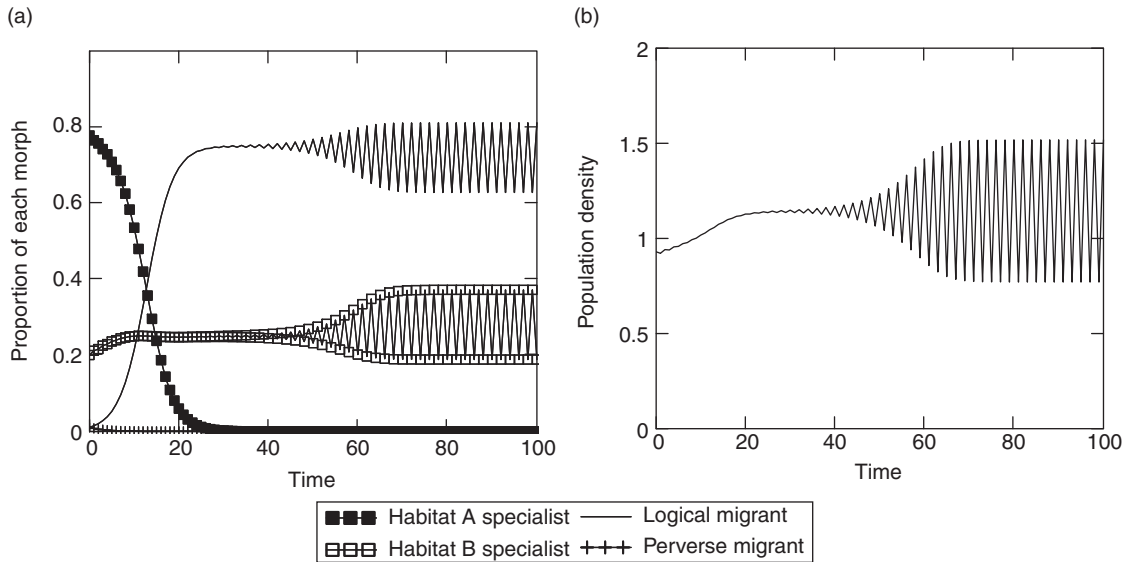 (a)
(b)
Proportion of each morph
0.8
0.6
0.4
0.2
0
0 20 40 60 80 100
Time
Population density
2
1.5
1
0.5
0
0 20 40 60 80 100
Time
Habitat A specialist
Logical migrant
Habitat B specialist
Perverse migrant